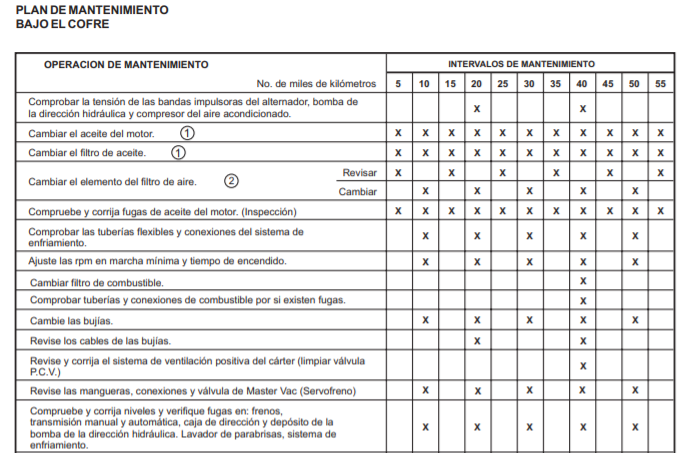 PLAN DE MANTENIMIENTO
BAJO EL COFRE
OPERACION DE MANTENIMIENTO INTERVALOS DE MANTENIMIENTO
No. de miles de kilómetros 5 10 15 20 25 30 35 40 45 50 55
Comprobar la tensión de las bandas impulsoras del alternador, bomba de
la dirección hidráulica y compresor del aire acondicionado. X X
Cambiar el aceite del motor. 1 X X X X X X X X X X X
Cambiar el filtro de aceite. 1 X X X X X X X X X X X
Cambiar el elemento del filtro de aire. 2 Revisar X X X X X X
Cambiar X X X X X
Compruebe y corrija fugas de aceite del motor. (Inspección) X X X X X X X X X X X
Comprobar las tuberías flexibles y conexiones del sistema de
enfriamiento. X X X X X
Ajuste las rpm en marcha mínima y tiempo de encendido. X X X X X
Cambiar filtro de combustible. X
Comprobar tuberías y conexiones de combustible por si existen fugas. X
Cambie las bujías. X X X X X
Revise los cables de las bujías. X X
Revise y corrija el sistema de ventilación positiva del cárter (limpiar válvula
P.C.V.) X
Revise las mangueras, conexiones y válvula de Master Vac (Servofreno) X X X X X
Compruebe y corrija niveles y verifique fugas en: frenos,
transmisión manual y automática, caja de dirección y depósito de la
bomba de la dirección hidráulica. Lavador de parabrisas, sistema de
enfriamiento. X X X X X